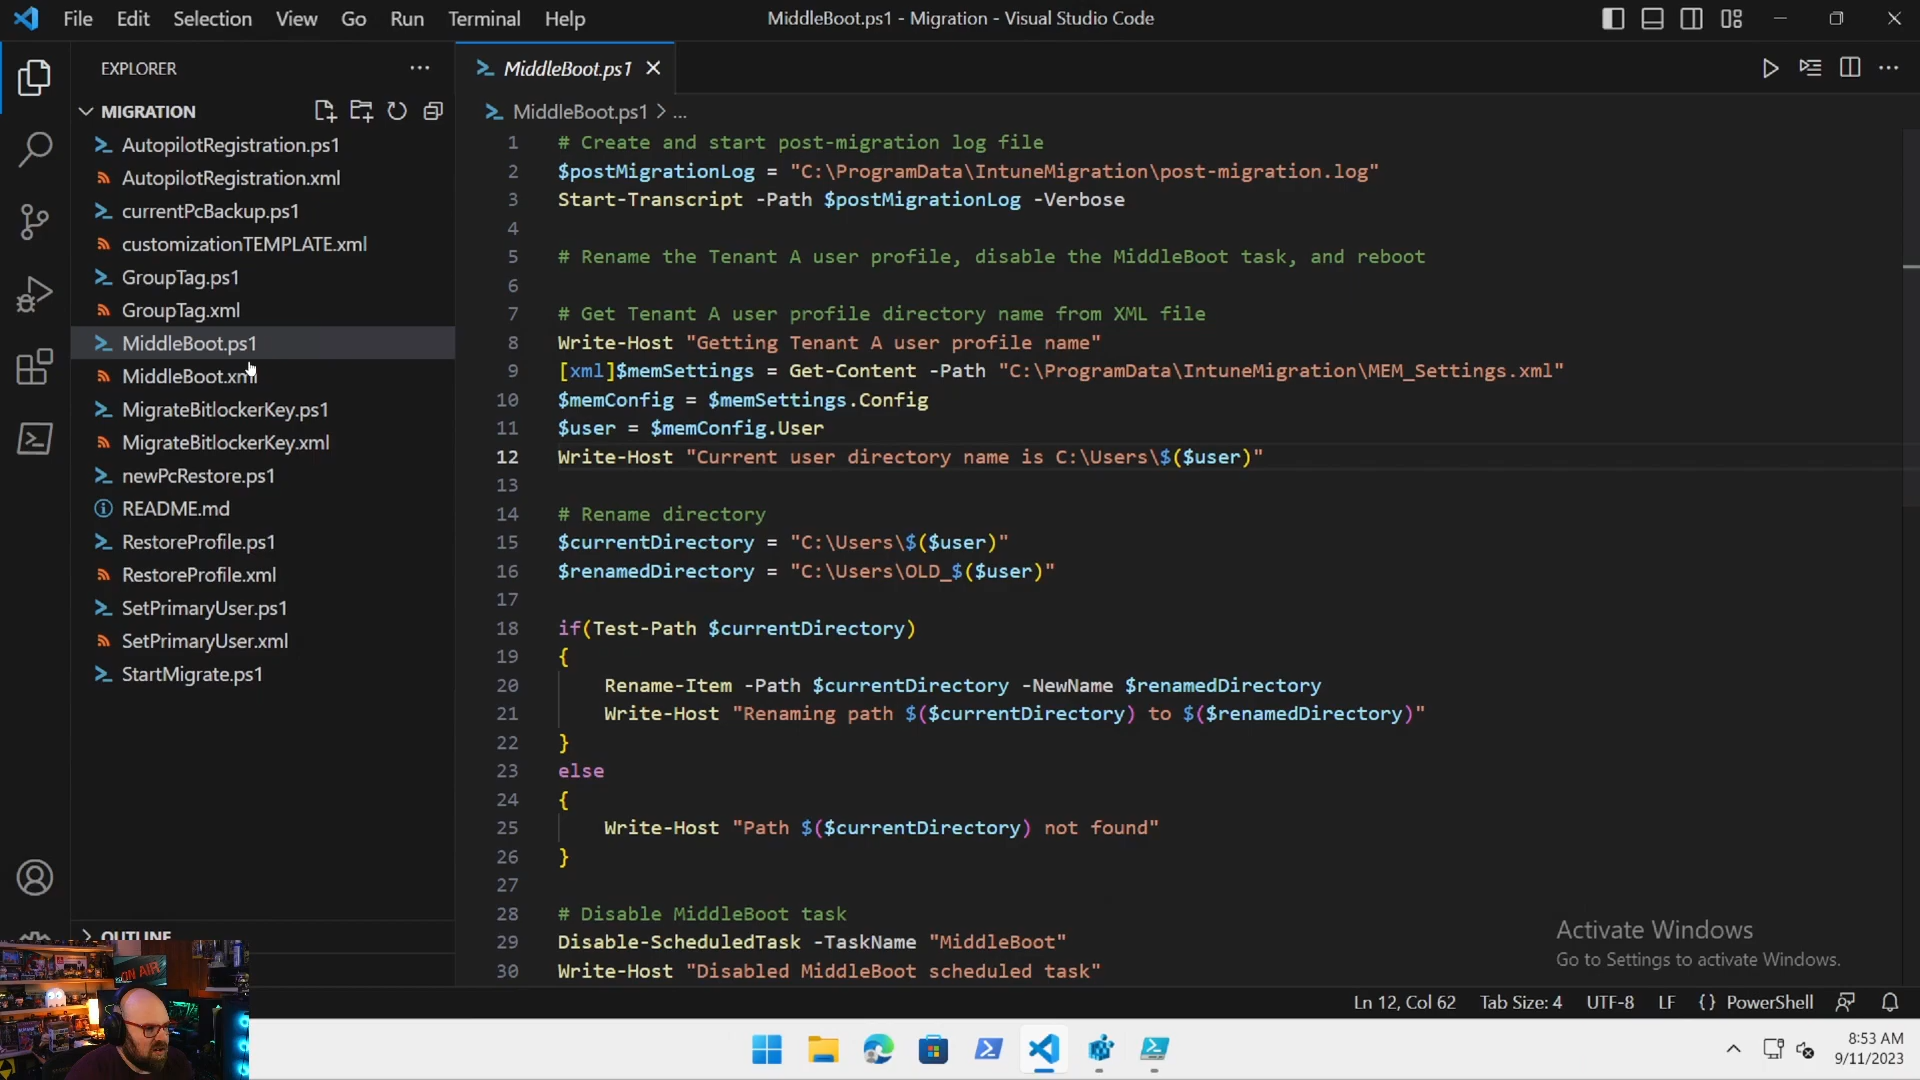 File Edit Selection View Go Run Terminal Help
MiddleBoot.ps1 - Migration - Visual Studio Code
EXPLORER
MIGRATION
AutopilotRegistration.ps1
AutopilotRegistration.xml
currentPcBackup.ps1
customizationTEMPLATE.xml
GroupTag.ps1
GroupTag.xml
MiddleBoot.ps1
MiddleBoot.xml
MigrateBitlockerKey.ps1
MigrateBitlockerKey.xml
newPcRestore.ps1
README.md
RestoreProfile.ps1
RestoreProfile.xml
SetPrimaryUser.ps1
SetPrimaryUser.xml
StartMigrate.ps1
OUTLINE
MiddleBoot.ps1
MiddleBoot.ps1 > ...
1 # Create and start post-migration log file
2 $postMigrationLog = "C:\ProgramData\IntuneMigration\post-migration.log"
3 Start-Transcript -Path $postMigrationLog -Verbose
4
5 # Rename the Tenant A user profile, disable the MiddleBoot task, and reboot
6
7 # Get Tenant A user profile directory name from XML file
8 Write-Host "Getting Tenant A user profile name"
9 [xml]$memSettings = Get-Content -Path "C:\ProgramData\IntuneMigration\MEM_Settings.xml"
10 $memConfig = $memSettings.Config
11 $user = $memConfig.User
12 Write-Host "Current user directory name is C:\Users\$($user)"
13
14 # Rename directory
15 $currentDirectory = "C:\Users\$($user)"
16 $renamedDirectory = "C:\Users\OLD_$($user)"
17
18 if(Test-Path $currentDirectory)
19 {
20 Rename-Item -Path $currentDirectory -NewName $renamedDirectory
21 Write-Host "Renaming path $($currentDirectory) to $($renamedDirectory)"
22 }
23 else
24 {
25 Write-Host "Path $($currentDirectory) not found"
26 }
27
28 # Disable MiddleBoot task
29 Disable-ScheduledTask -TaskName "MiddleBoot"
30 Write-Host "Disabled MiddleBoot scheduled task"
Activate Windows
Go to Settings to activate Windows.
ON AIR
Ln 12, Col 62 Tab Size: 4 UTF-8 LF {} PowerShell
8:53 AM
9/11/2023